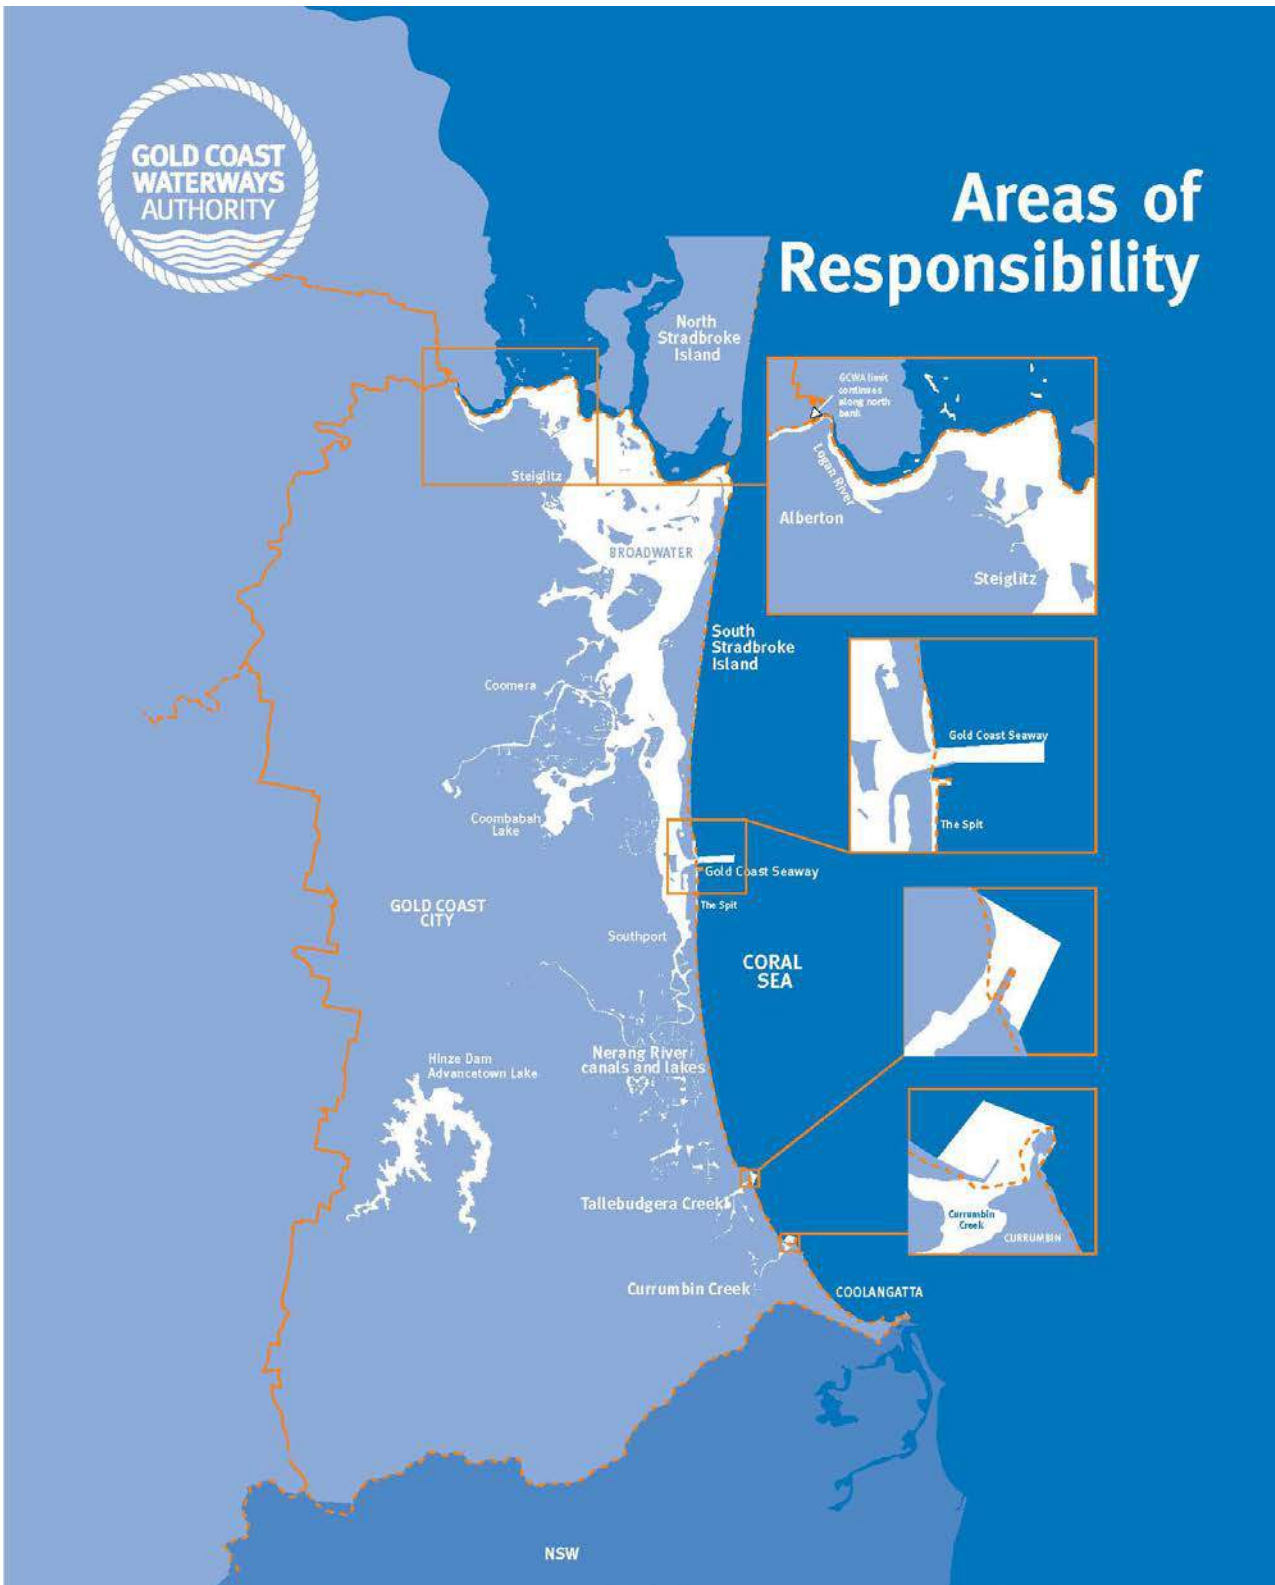 GOLD COAST
WATERWAYS
AUTHORITY
Areas of
Responsibility
North
Stradbroke
Island
GCWA limit
continues
along north
bank
Logan River
Alberton
Steiglitz
Steiglitz
BROADWATER
South
Stradbroke
Island
Coomera
Gold Coast Seaway
The Spit
Coombabah
Lake
Gold Coast Seaway
The Spit
GOLD COAST
CITY
Southport
CORAL
SEA
Nerang River
canals and lakes
Hinze Dam
Advancetown Lake
Tallebudgera Creek
Currumbin
Creek
CURRUMBIN
Currumbin Creek
COOLANGATTA
NSW